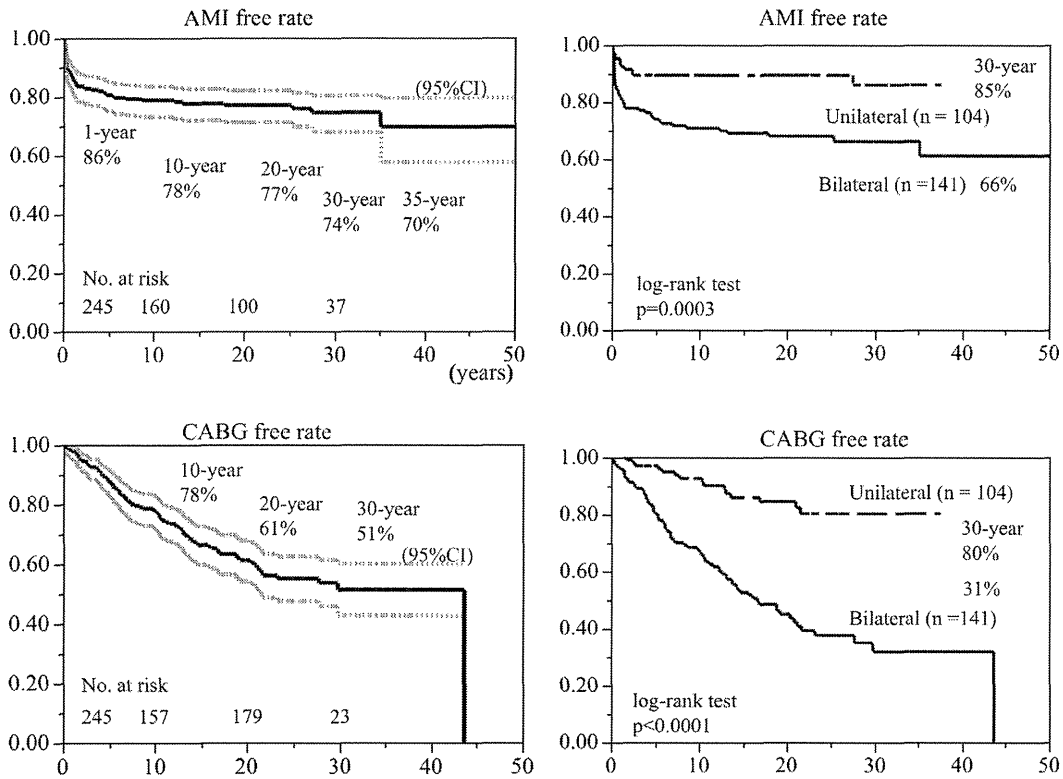 AMI free rate
1.00
0.80
0.60
0.40
0.20
0.00
(95%CI)
1-year
86%
10-year
78%
20-year
77%
30-year
74%
35-year
70%
No. at risk
245 160 100 37
0 10 20 30 40 50
(years)
AMI free rate
1.00
0.80
0.60
0.40
0.20
0.00
30-year
85%
Unilateral (n = 104)
Bilateral (n =141) 66%
log-rank test
p=0.0003
0 10 20 30 40 50
CABG free rate
1.00
0.80
0.60
0.40
0.20
0.00
10-year
78%
20-year
61%
30-year
51%
(95%CI)
No. at risk
245 157 179 23
0 10 20 30 40 50
CABG free rate
1.00
0.80
0.60
0.40
0.20
0.00
Unilateral (n = 104)
30-year
80%
31%
Bilateral (n =141)
log-rank test
p<0.0001
0 10 20 30 40 50